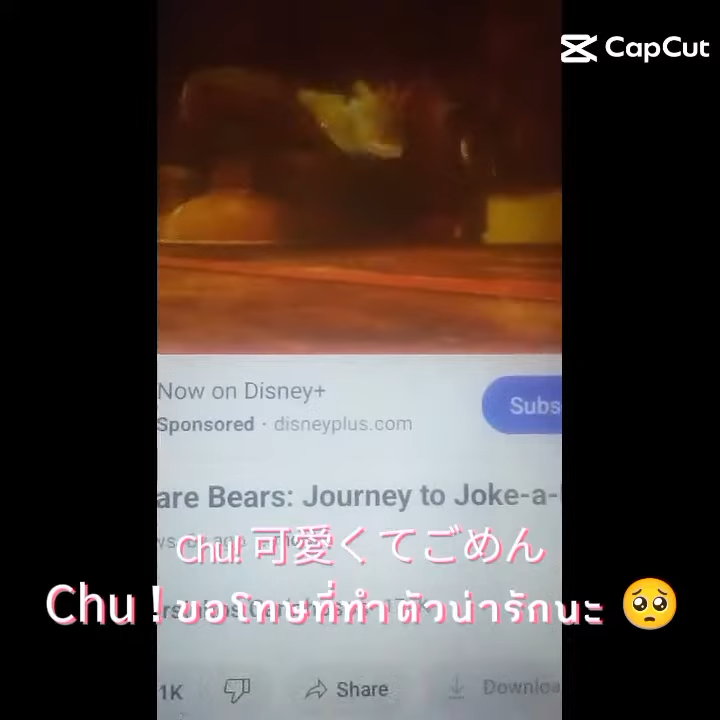 CapCut
Now on Disney+
Sponsored · disneyplus.com
Subs
are Bears: Journey to Joke-a-
Chu! 可愛くてごめん
Chu ! ขอโทษที่ทำตัวน่ารักนะ 🥺
1K Share Downloa